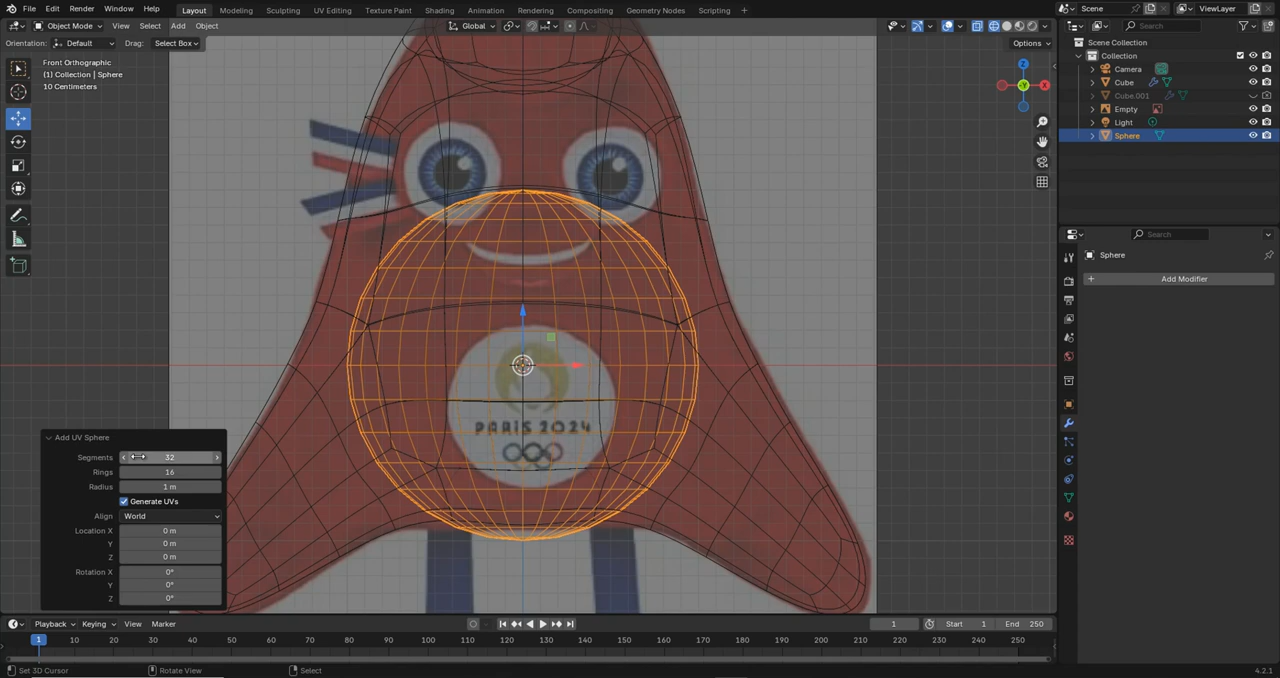 File Edit Render Window Help Layout Modeling Sculpting UV Editing Texture Paint Shading Animation Rendering Compositing Geometry Nodes Scripting + Scene ViewLayer
Object Mode View Select Add Object Global Search
Orientation: Default Drag: Select Box Options
Front Orthographic
(1) Collection | Sphere
10 Centimeters
Scene Collection
Collection
Camera
Cube
Cube.001
Empty
Light
Sphere
Search
Sphere
+ Add Modifier
Z
-Y
X
PARIS 2024
Add UV Sphere
Segments 32
Rings 16
Radius 1 m
Generate UVs
Align World
Location X 0 m
Y 0 m
Z 0 m
Rotation X 0°
Y 0°
Z 0°
Playback Keying View Marker 1 Start 1 End 250
1 10 20 30 40 50 60 70 80 90 100 110 120 130 140 150 160 170 180 190 200 210 220 230 240 250
Set 3D Cursor Rotate View Select 4.2.1